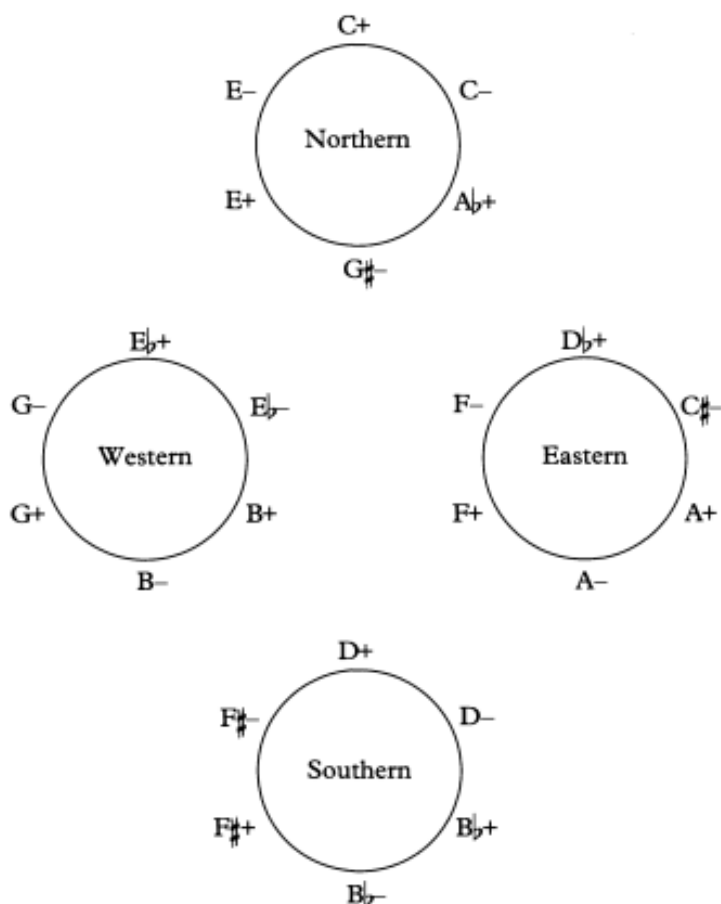 C+
E– C–
Northern
E+ A♭+
G♯–
E♭+
G– E♭–
Western
G+ B+
B–
D♭+
F– C♯–
Eastern
F+ A+
A–
D+
F♯– D–
Southern
F♯+ B♭+
B♭–